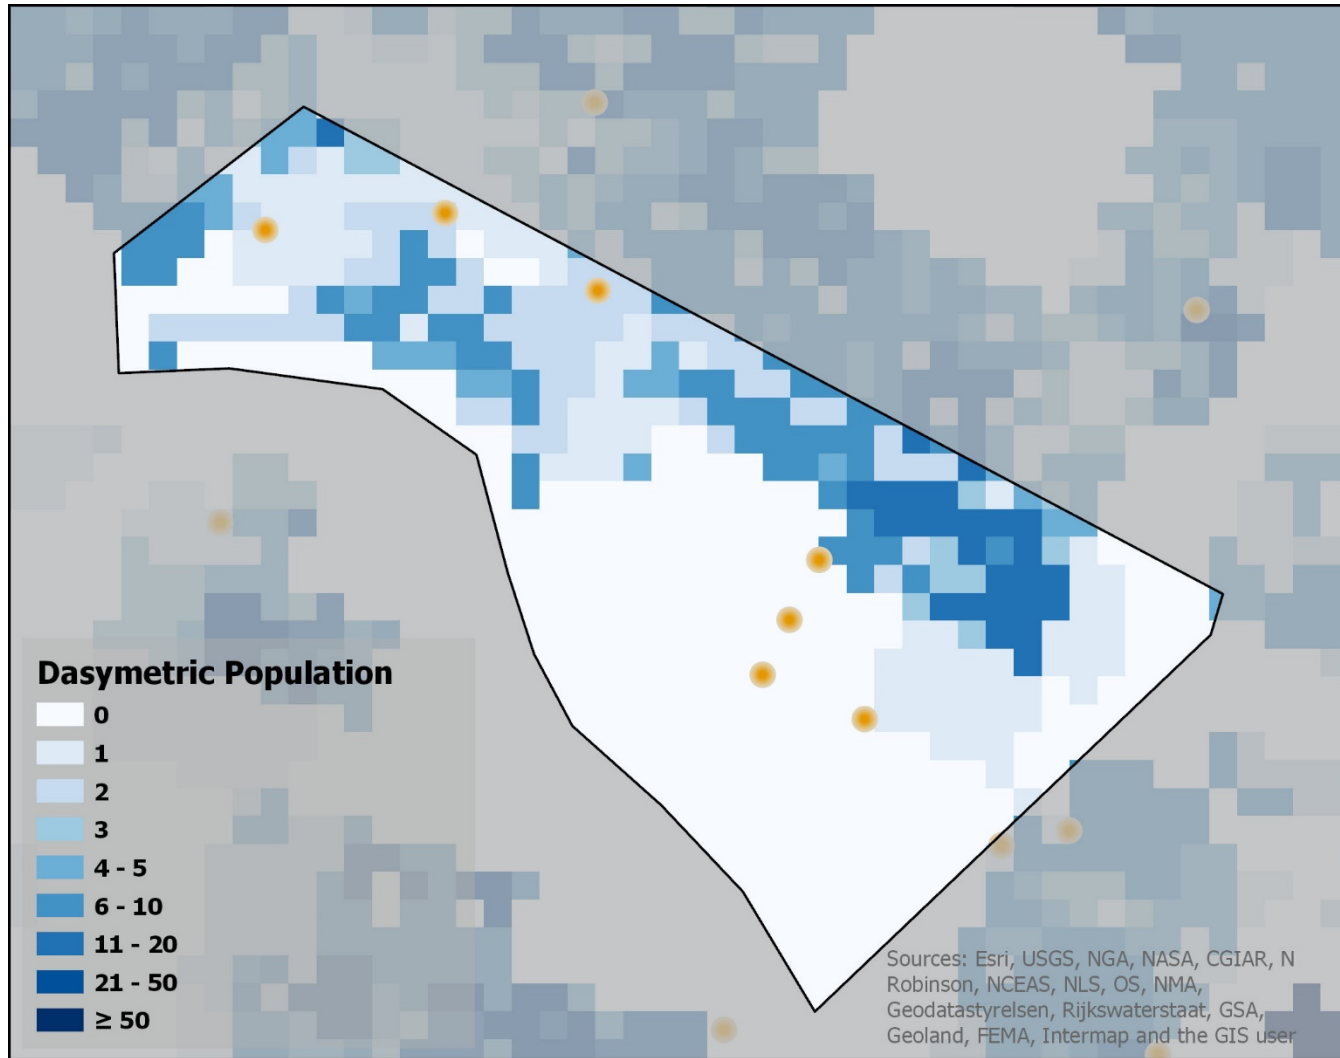 Dasymetric Population
0
1
2
3
4 - 5
6 - 10
11 - 20
21 - 50
≥ 50
Sources: Esri, USGS, NGA, NASA, CGIAR, N
Robinson, NCEAS, NLS, OS, NMA,
Geodatastyrelsen, Rijkswaterstaat, GSA,
Geoland, FEMA, Intermap and the GIS user